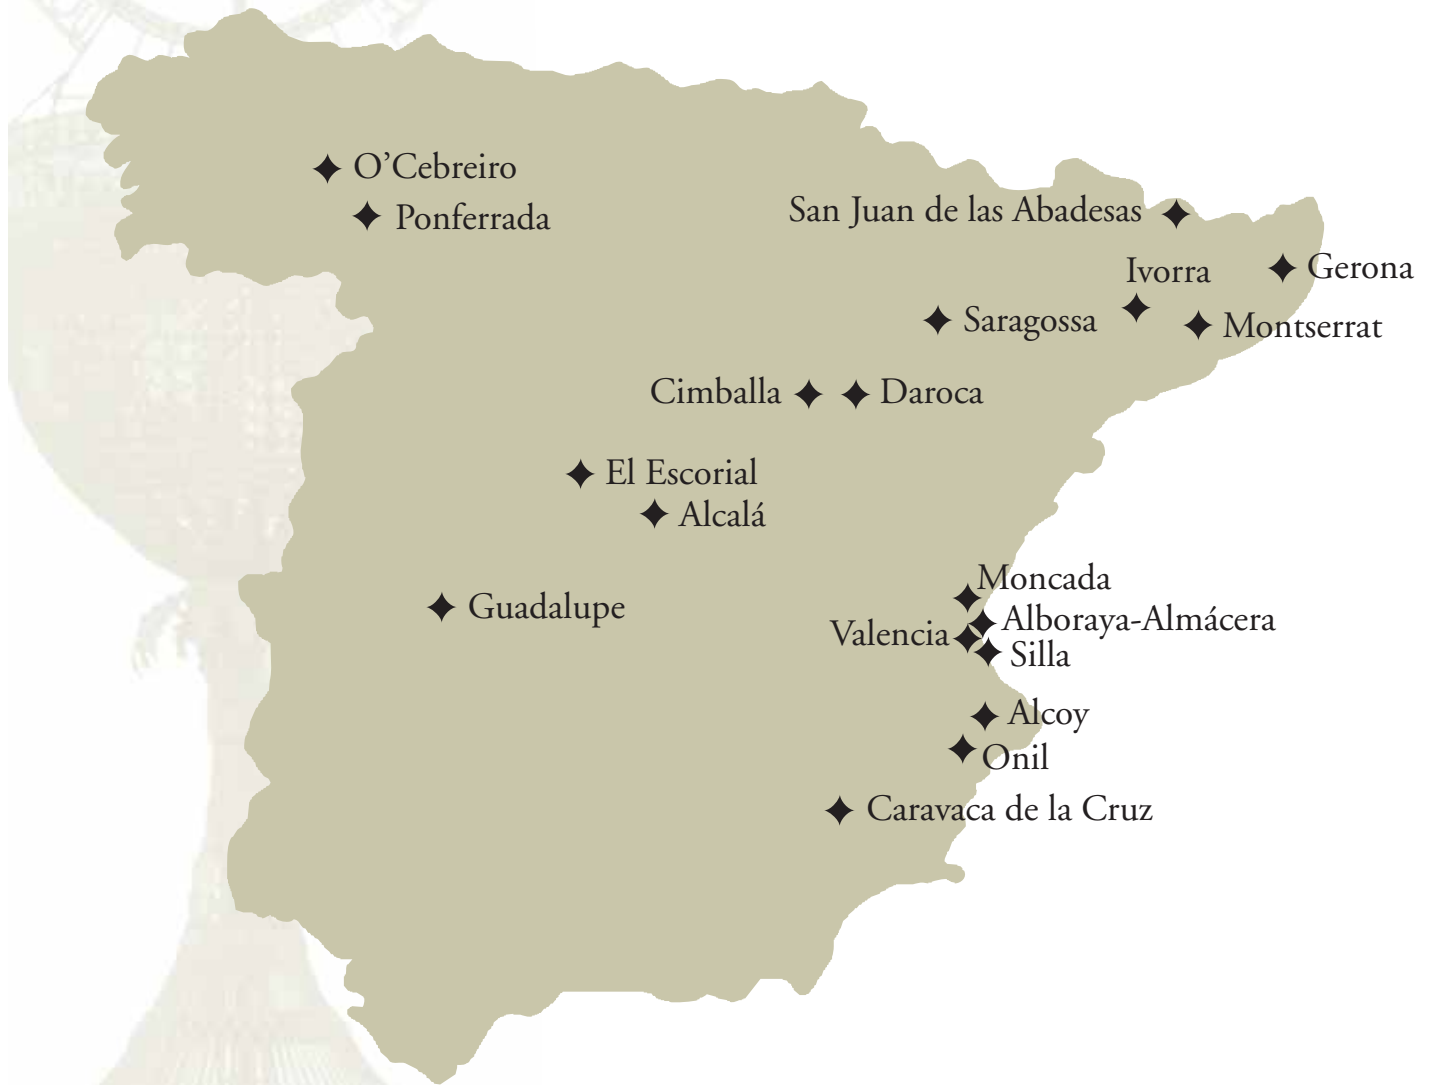 O’Cebreiro
Ponferrada
San Juan de las Abadesas
Ivorra
Gerona
Saragossa
Montserrat
Cimballa
Daroca
El Escorial
Alcalá
Moncada
Guadalupe
Alboraya-Almácera
Valencia
Silla
Alcoy
Onil
Caravaca de la Cruz